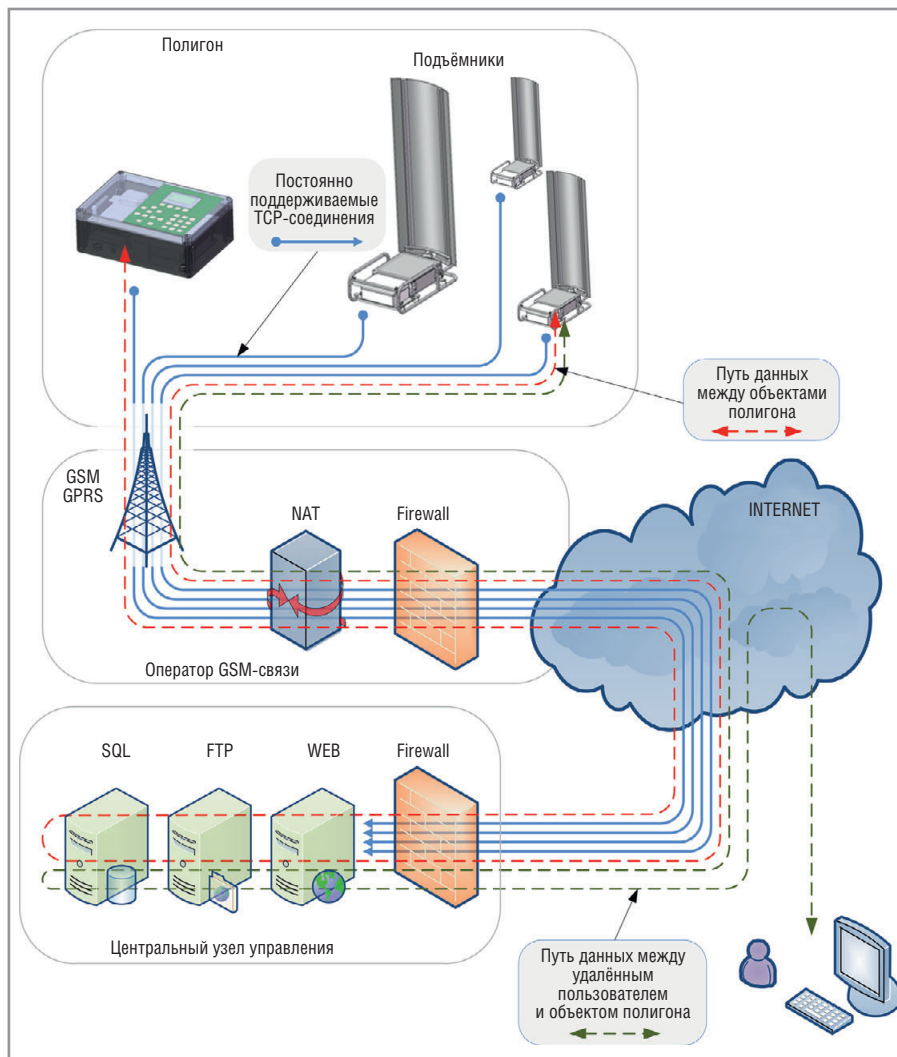 Полигон
Подъёмники
Постоянно
поддерживаемые
TCP-соединения
Путь данных
между объектами
полигона
GSM
GPRS
NAT
Firewall
INTERNET
Оператор GSM-связи
SQL
FTP
WEB
Firewall
Центральный узел управления
Путь данных между
удалённым
пользователем
и объектом полигона